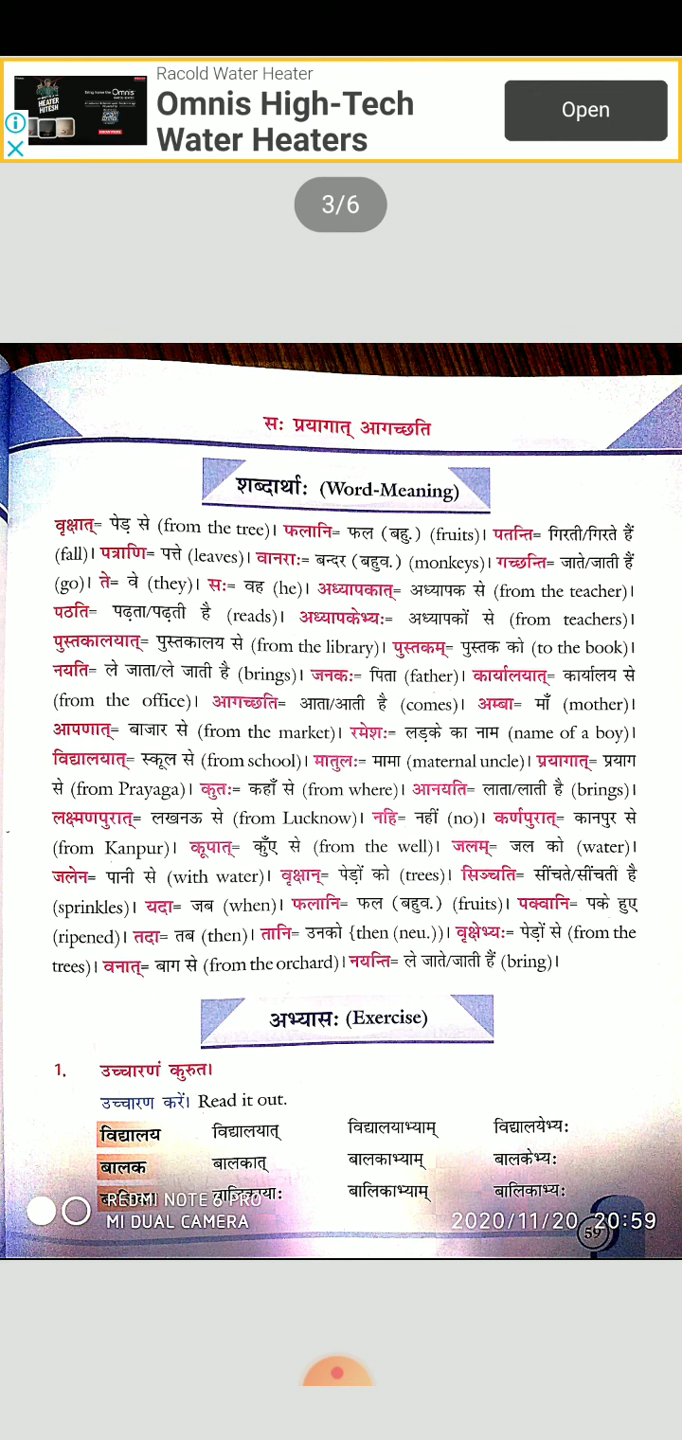 Racold Water Heater
Omnis High-Tech
Water Heaters
Open
3/6
सः प्रयागात् आगच्छति
शब्दार्थाः (Word-Meaning)
वृक्षात्= पेड़ से (from the tree)। फलानि= फल (बहु.) (fruits)। पतन्ति= गिरती/गिरते हैं
(fall)। पत्राणि= पत्ते (leaves)। वानराः= बन्दर (बहुव.) (monkeys)। गच्छन्ति= जाते/जाती हैं
(go)। ते= वे (they)। सः= वह (he)। अध्यापकात्= अध्यापक से (from the teacher)।
पठति= पढ़ता/पढ़ती है (reads)। अध्यापकेभ्यः= अध्यापकों से (from teachers)।
पुस्तकालयात्= पुस्तकालय से (from the library)। पुस्तकम्= पुस्तक को (to the book)।
नयति= ले जाता/ले जाती है (brings)। जनकः= पिता (father)। कार्यालयात्= कार्यालय से
(from the office)। आगच्छति= आता/आती है (comes)। अम्बा= माँ (mother)।
आपणात्= बाजार से (from the market)। रमेशः= लड़के का नाम (name of a boy)।
विद्यालयात्= स्कूल से (from school)। मातुलः= मामा (maternal uncle)। प्रयागात्= प्रयाग
से (from Prayaga)। कुतः= कहाँ से (from where)। आनयति= लाता/लाती है (brings)।
लक्ष्मणपुरात्= लखनऊ से (from Lucknow)। नहि= नहीं (no)। कर्णपुरात्= कानपुर से
(from Kanpur)। कूपात्= कुँए से (from the well)। जलम्= जल को (water)।
जलेन= पानी से (with water)। वृक्षान्= पेड़ों को (trees)। सिञ्चति= सींचते/सींचती है
(sprinkles)। यदा= जब (when)। फलानि= फल (बहुव.) (fruits)। पक्वानि= पके हुए
(ripened)। तदा= तब (then)। तानि= उनको {then (neu.))। वृक्षेभ्यः= पेड़ों से (from the
trees)। वनात्= बाग से (from the orchard)। नयन्ति= ले जाते/जाती हैं (bring)।
अभ्यासः (Exercise)
1. उच्चारणं कुरुत।
उच्चारण करें। Read it out.
विद्यालय विद्यालयात् विद्यालयाभ्याम् विद्यालयेभ्यः
बालक बालकात् बालकाभ्याम् बालकेभ्यः
बालिका बालिकायाः बालिकाभ्याम् बालिकाभ्यः
REDMI NOTE 6 PRO
MI DUAL CAMERA
2020/11/20 20:59
59